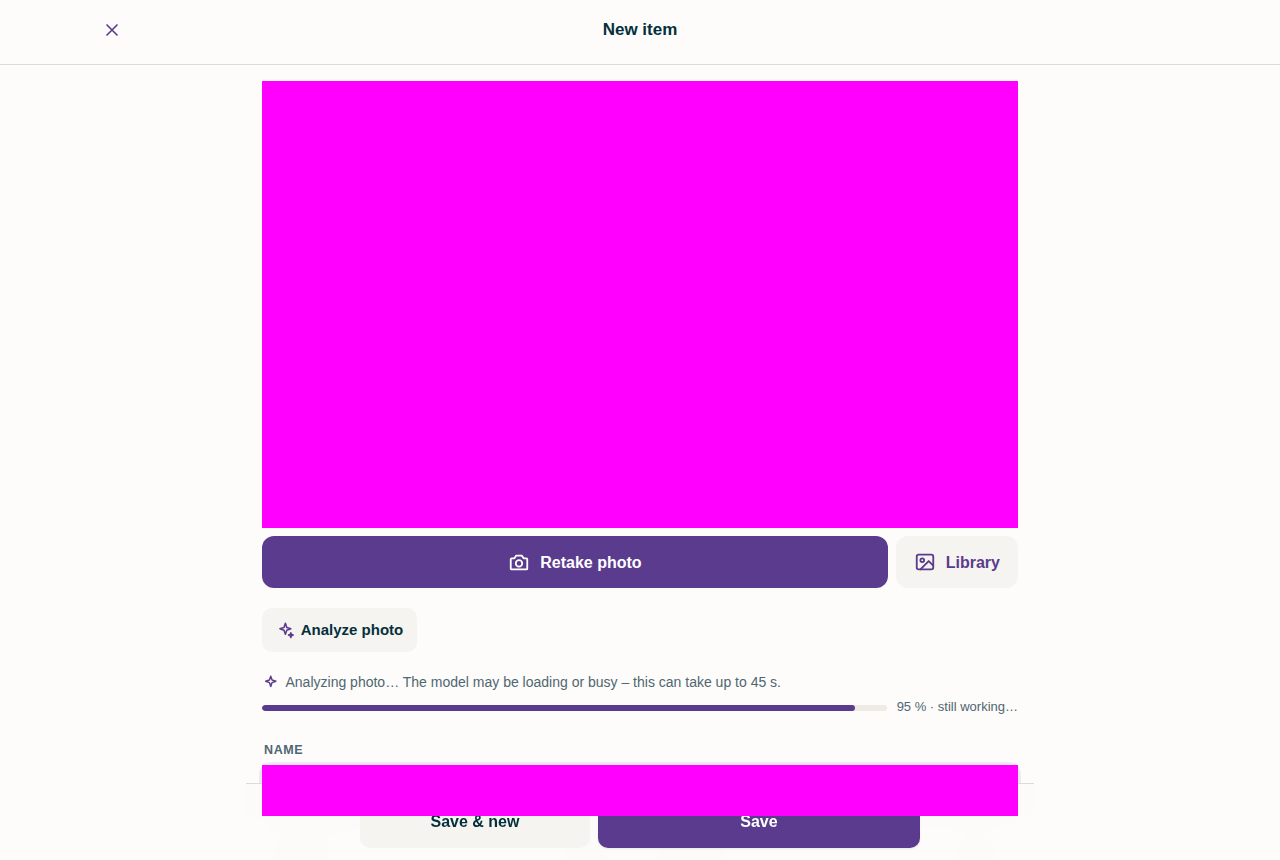 New item
Retake photo
Library
Analyze photo
Analyzing photo… The model may be loading or busy – this can take up to 45 s.
95 % · still working…
NAME
Save & new
Save